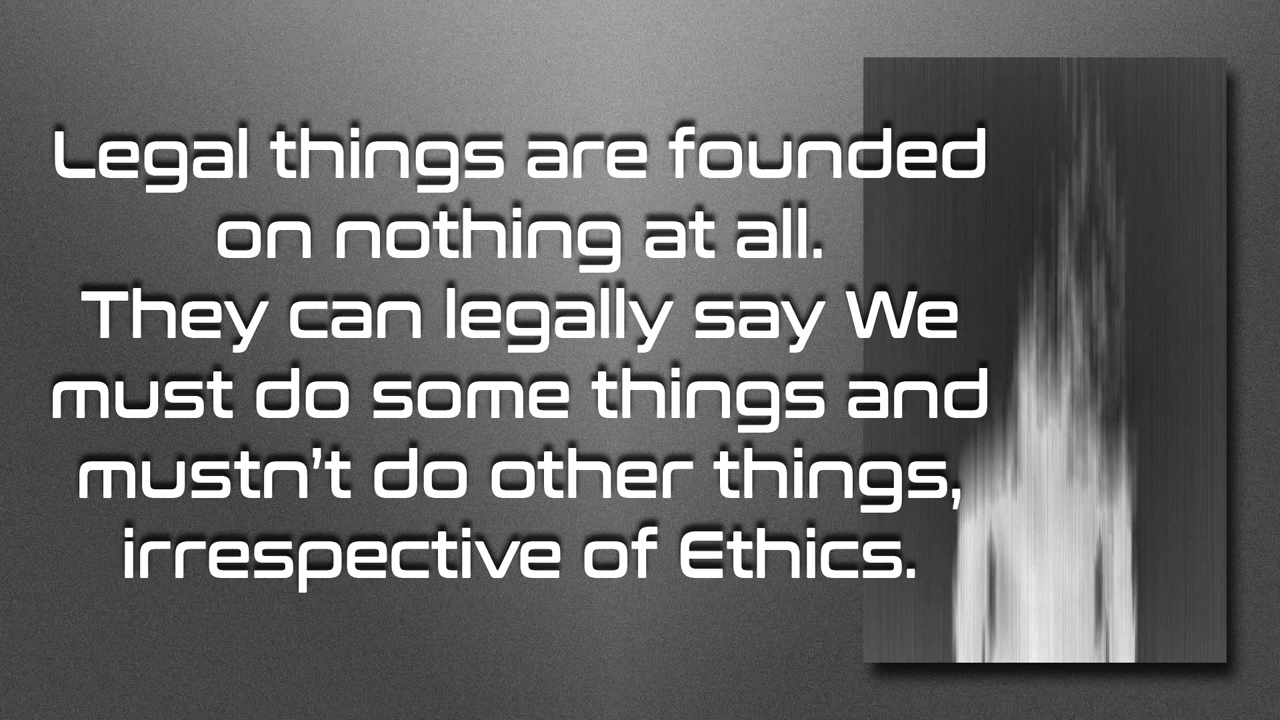 Legal things are founded
on nothing at all.
They can legally say We
must do some things and
mustn’t do other things,
irrespective of Ethics.